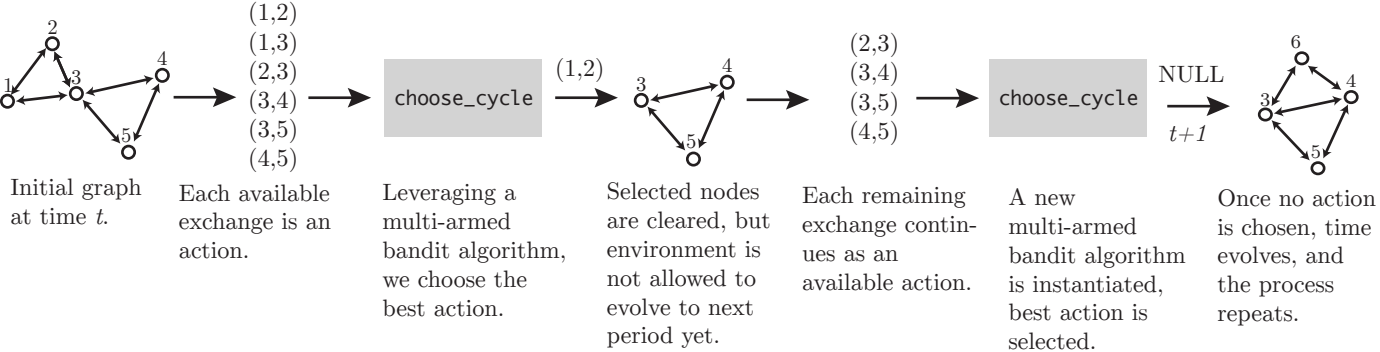 2
1
3
4
5
Initial graph
at time t.
(1,2)
(1,3)
(2,3)
(3,4)
(3,5)
(4,5)
Each available
exchange is an
action.
choose_cycle
Leveraging a
multi-armed
bandit algorithm,
we choose the
best action.
(1,2)
3
4
5
Selected nodes
are cleared, but
environment is
not allowed to
evolve to next
period yet.
(2,3)
(3,4)
(3,5)
(4,5)
Each remaining
exchange contin-
ues as an
available action.
choose_cycle
A new
multi-armed
bandit algorithm
is instantiated,
best action is
selected.
NULL
t+1
6
3
4
5
Once no action
is chosen, time
evolves, and
the process
repeats.